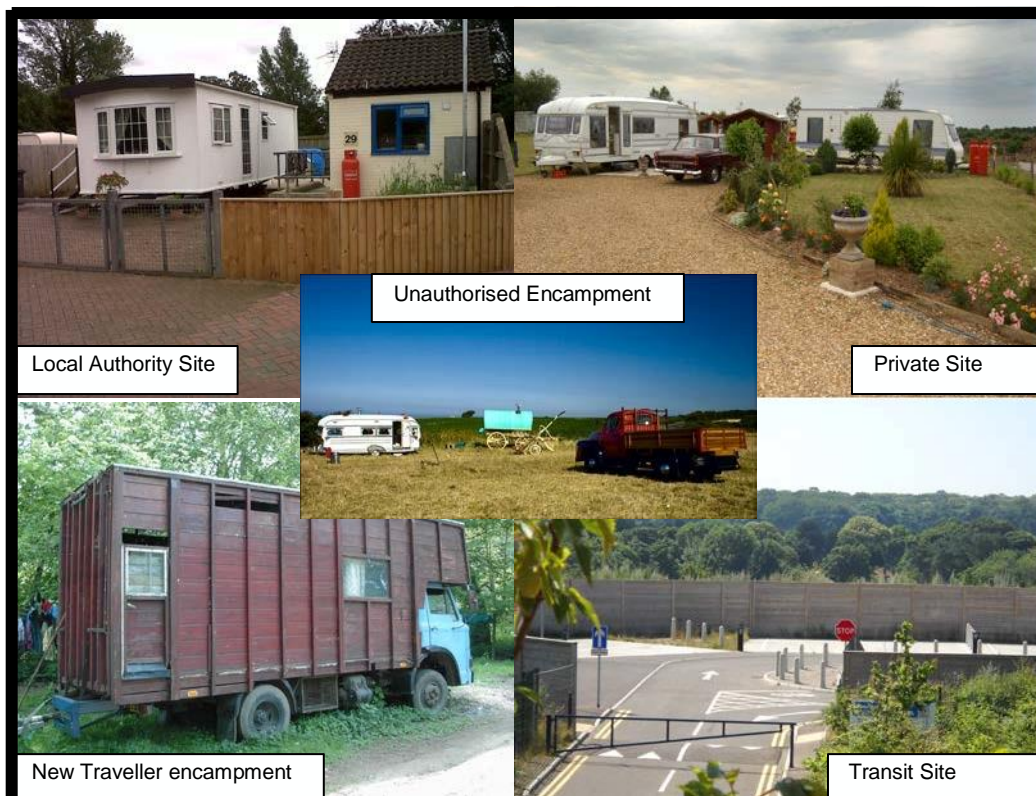 29
Unauthorised Encampment
Local Authority Site
Private Site
STOP
New Traveller encampment
Transit Site